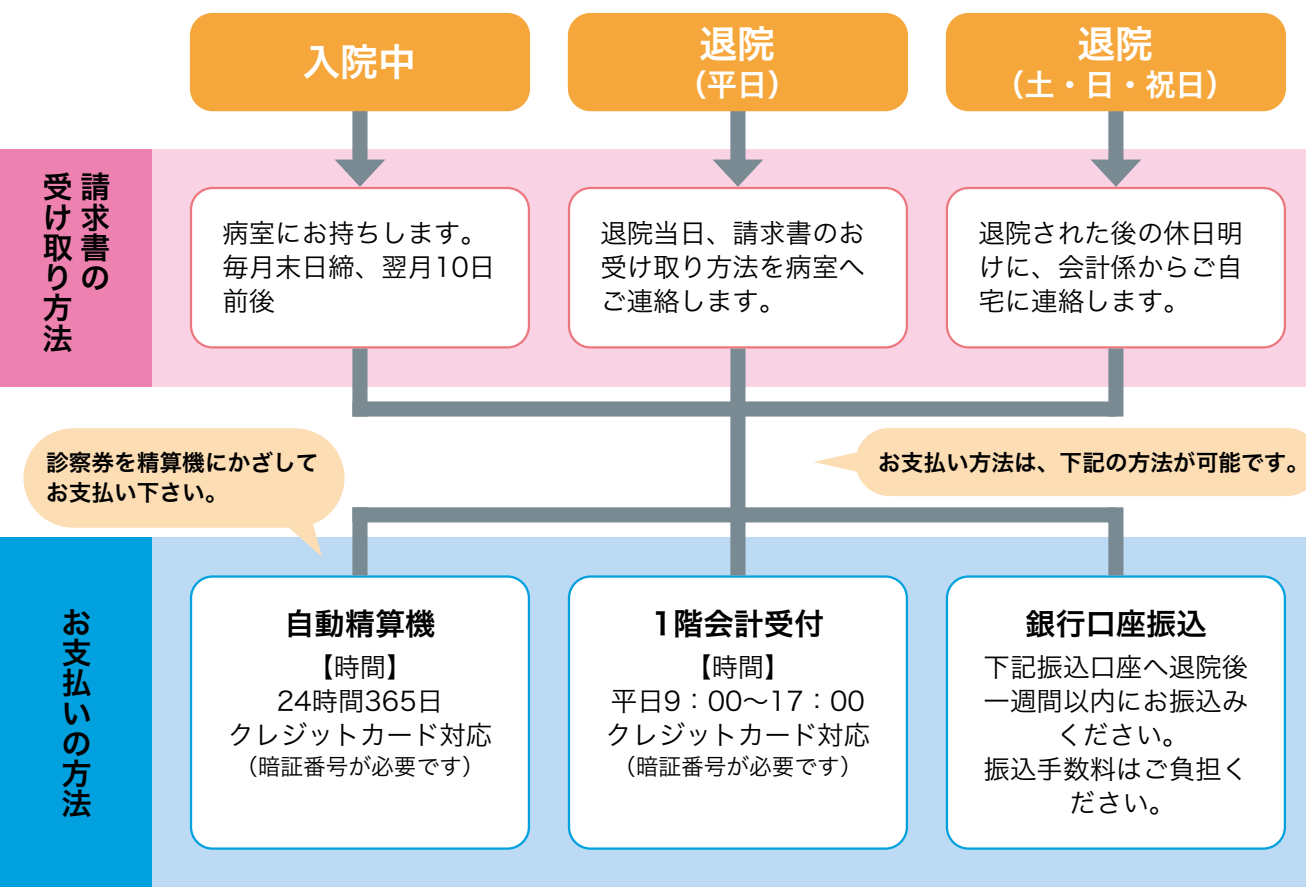 入院中
退院
（平日）
退院
（土・日・祝日）
請求書の
受け取り方法
病室にお持ちします。
毎月末日締、翌月10日
前後
退院当日、請求書のお
受け取り方法を病室へ
ご連絡します。
退院された後の休日明
けに、会計係からご自
宅に連絡します。
診察券を精算機にかざして
お支払い下さい。
お支払い方法は、下記の方法が可能です。
お支払いの方法
自動精算機
【時間】
24時間365日
クレジットカード対応
（暗証番号が必要です）
1階会計受付
【時間】
平日9：00〜17：00
クレジットカード対応
（暗証番号が必要です）
銀行口座振込
下記振込口座へ退院後
一週間以内にお振込み
ください。
振込手数料はご負担く
ださい。